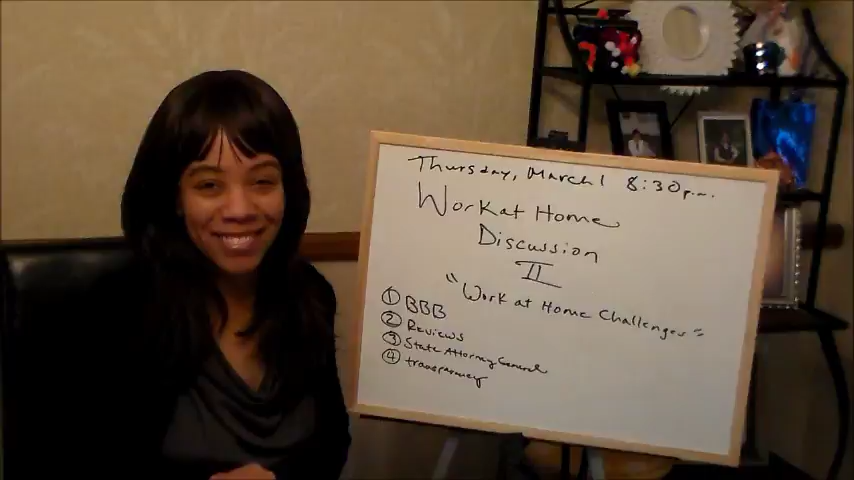 Thursday, March 1 8:30p.m.
Work at Home
Discussion
II
"Work at Home Challenges"
① BBB
② Reviews
③ State Attorney General
④ transparency